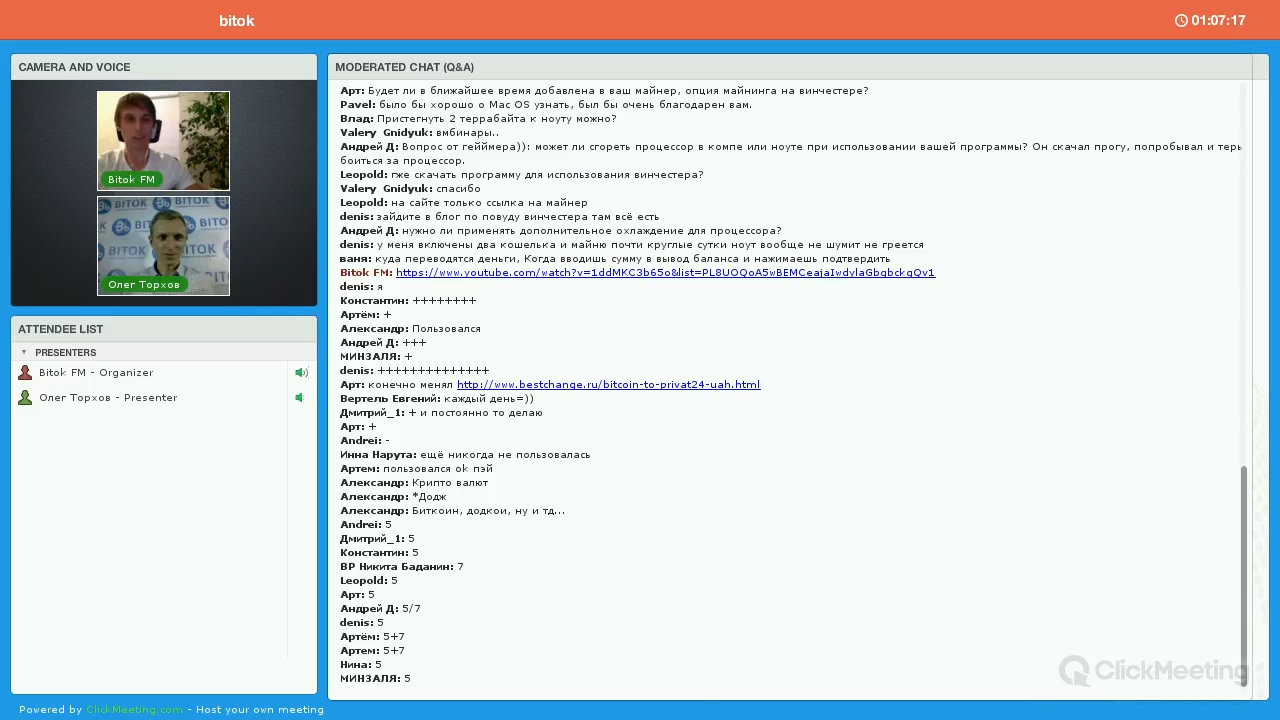 bitok
01:07:17
CAMERA AND VOICE
Bitok FM
BITOK BITOK
BITOK
BITOK
Олег Торхов
ATTENDEE LIST
PRESENTERS
Bitok FM - Organizer
Олег Торхов - Presenter
MODERATED CHAT (Q&A)
Арт: Будет ли в ближайшее время добавлена в ваш майнер, опция майнинга на винчестере?
Pavel: было бы хорошо о Mac OS узнать, был бы очень благодарен вам.
Влад: Пристегнуть 2 террабайта к ноуту можно?
Valery Gnidyuk: вмбинары..
Андрей Д: Вопрос от геймера)): может ли сгореть процессор в компе или ноуте при использовании вашей программы? Он скачал прогу, попробывал и терь
боиться за процессор.
Leopold: гже скачать программу для использования винчестера?
Valery Gnidyuk: спасибо
Leopold: на сайте только ссылка на майнер
denis: зайдите в блог по поводу винчестера там всё есть
Андрей Д: нужно ли применять дополнительное охлаждение для процессора?
denis: у меня включены два кошелька и майню почти круглые сутки ноут вообще не шумит не греется
ваня: куда переводятся деньги, Когда вводишь сумму в вывод баланса и нажимаешь подтвердить
Bitok FM: https://www.youtube.com/watch?v=1ddMKC3b65o&list=PL8UOQoA5wBEMCeajaIwdylaGbgbckqQv1
denis: я
Константин: ++++++++
Артём: +
Александр: Пользовался
Андрей Д: +++
МИНЗАЛЯ: +
denis: ++++++++++++++
Арт: конечно менял http://www.bestchange.ru/bitcoin-to-privat24-uah.html
Вертель Евгений: каждый день=))
Дмитрий_1: + и постоянно то делаю
Арт: +
Andrei: -
Инна Нарута: ещё никогда не пользовалась
Артем: пользовался ok пэй
Александр: Крипто валют
Александр: *Додж
Александр: Биткоин, додкои, ну и тд...
Andrei: 5
Дмитрий_1: 5
Константин: 5
ВР Никита Баданин: 7
Leopold: 5
Арт: 5
Андрей Д: 5/7
denis: 5
Артём: 5+7
Артем: 5+7
Нина: 5
МИНЗАЛЯ: 5
ClickMeeting
Powered by ClickMeeting.com - Host your own meeting